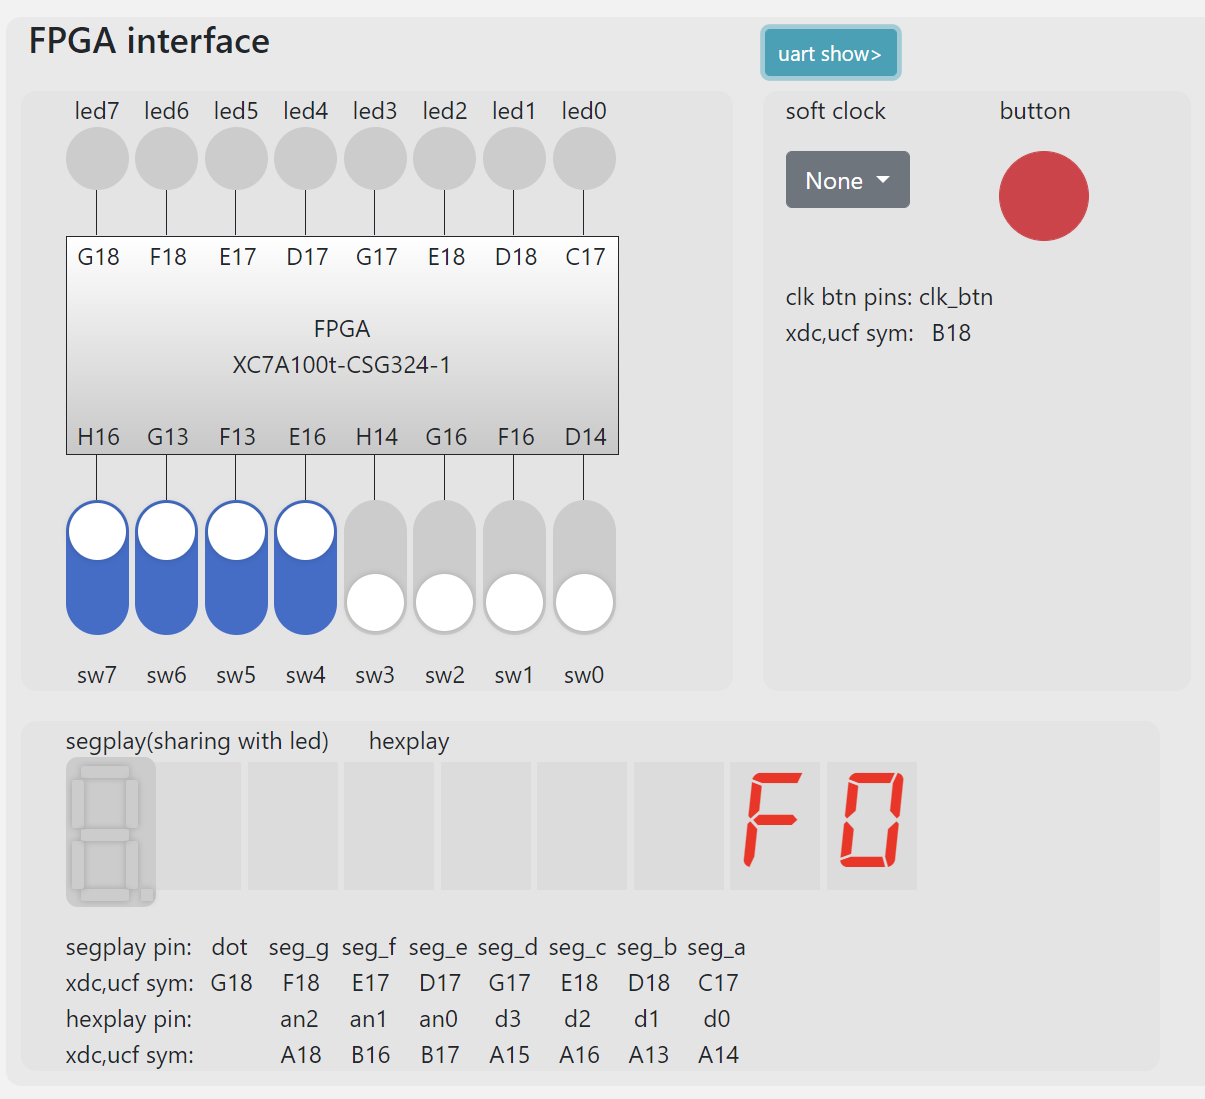 FPGA interface
uart show>
led7 led6 led5 led4 led3 led2 led1 led0
soft clock button
None
G18 F18 E17 D17 G17 E18 D18 C17
FPGA
XC7A100t-CSG324-1
clk btn pins: clk_btn
xdc,ucf sym: B18
H16 G13 F13 E16 H14 G16 F16 D14
sw7 sw6 sw5 sw4 sw3 sw2 sw1 sw0
segplay(sharing with led) hexplay
F0
segplay pin: dot seg_g seg_f seg_e seg_d seg_c seg_b seg_a
xdc,ucf sym: G18 F18 E17 D17 G17 E18 D18 C17
hexplay pin: an2 an1 an0 d3 d2 d1 d0
xdc,ucf sym: A18 B16 B17 A15 A16 A13 A14